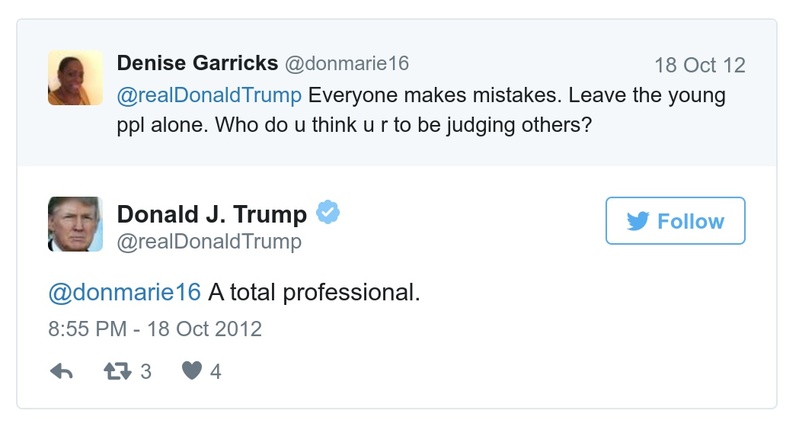 Denise Garricks @donmarie16 18 Oct 12
@realDonaldTrump Everyone makes mistakes. Leave the young
ppl alone. Who do u think u r to be judging others?
Donald J. Trump
@realDonaldTrump
Follow
@donmarie16 A total professional.
8:55 PM - 18 Oct 2012
3 4